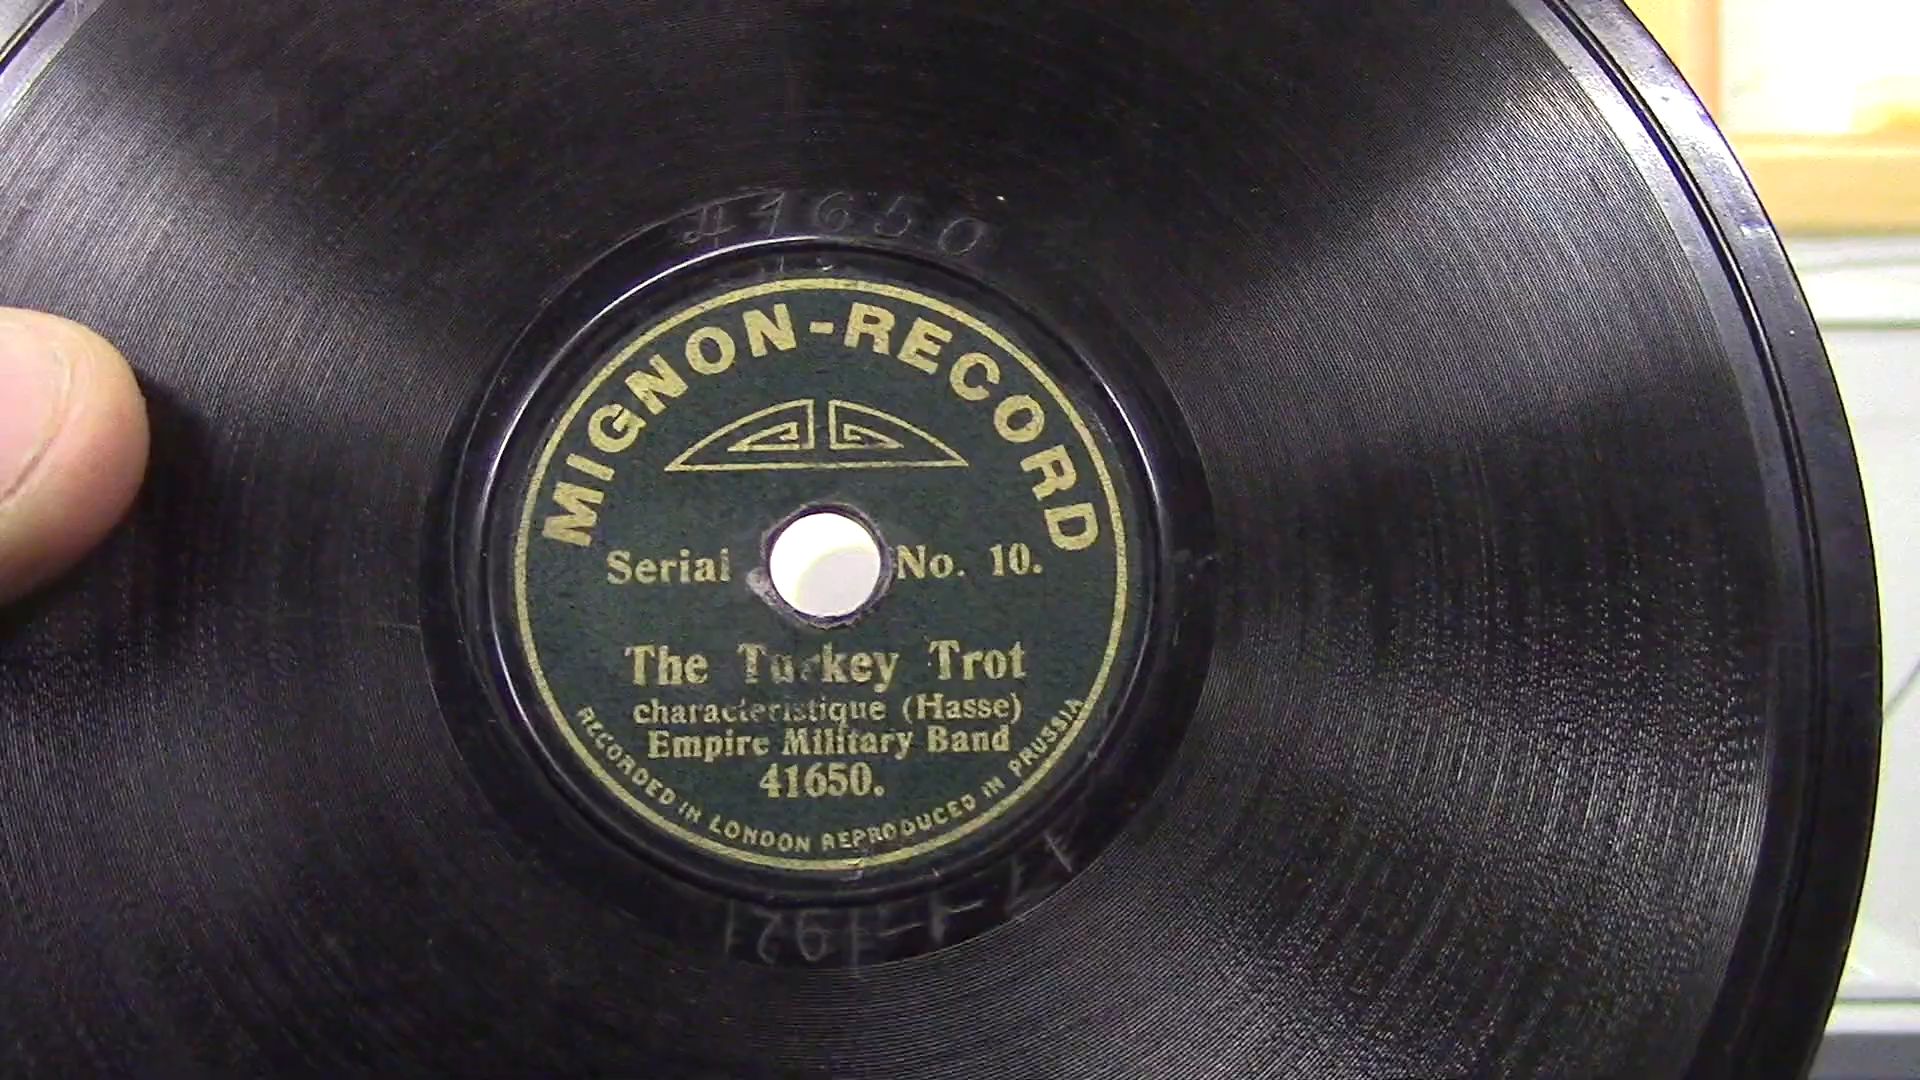 41650
MIGNON-RECORD
Serial No. 10.
The Turkey Trot
characteristique (Hasse)
Empire Military Band
41650.
RECORDED IN LONDON REPRODUCED IN PRUSSIA